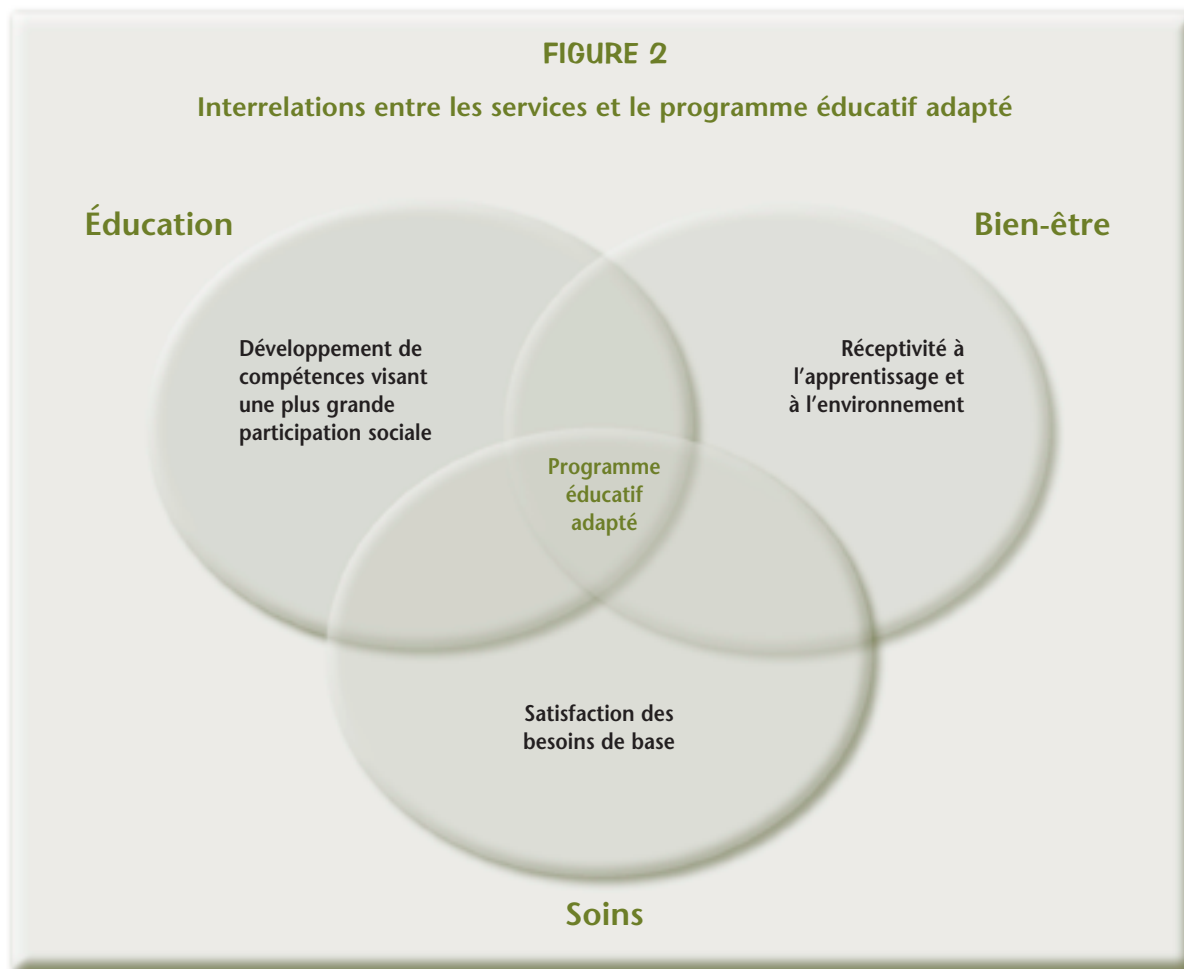 FIGURE 2
Interrelations entre les services et le programme éducatif adapté
Éducation
Bien-être
Développement de
compétences visant
une plus grande
participation sociale
Réceptivité à
l'apprentissage et
à l'environnement
Programme
éducatif
adapté
Satisfaction des
besoins de base
Soins